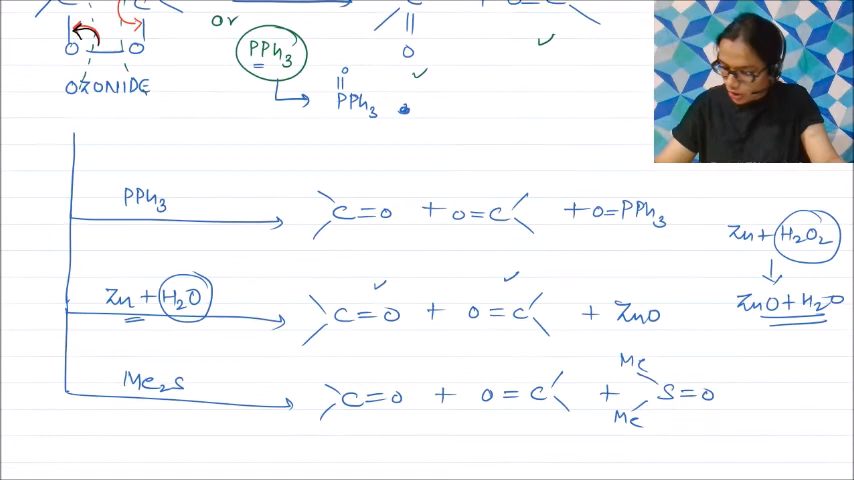 C C
or
O O
PPh3
C + O=C
O
OZONIDE
O
PPh3
PPh3
C=O + O=C + O=PPh3
Zn + H2O2
Zn + H2O
C=O + O=C + ZnO
ZnO + H2O
Me2S
C=O + O=C + Me
S=O
Me